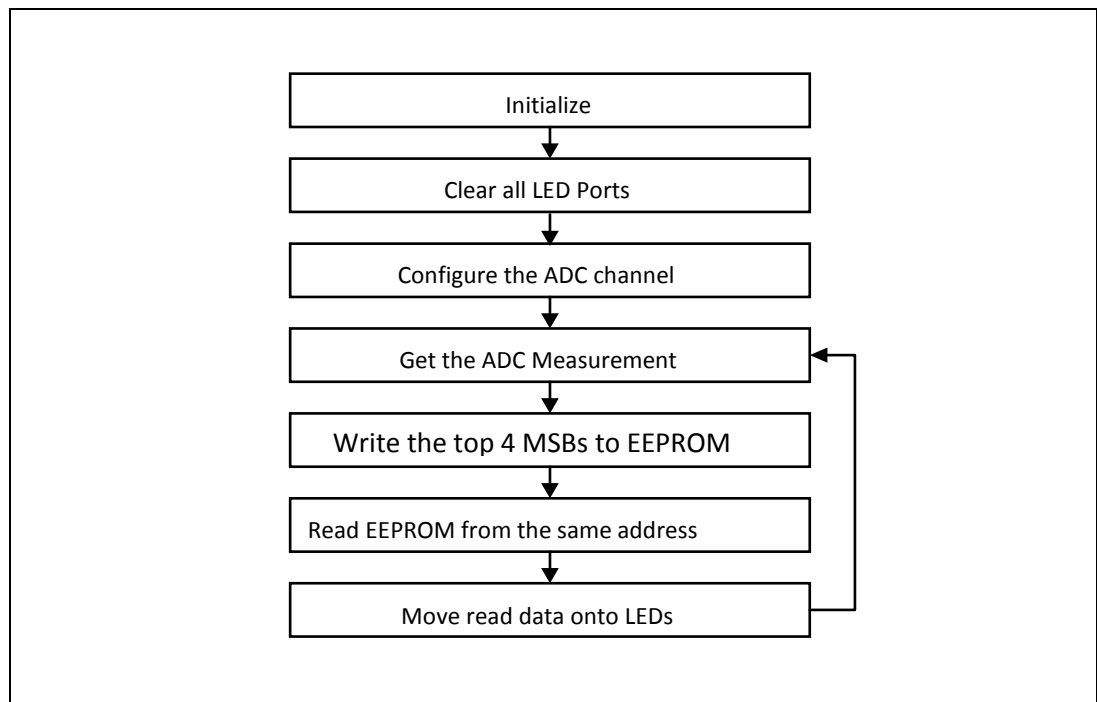 Initialize
Clear all LED Ports
Configure the ADC channel
Get the ADC Measurement
Write the top 4 MSBs to EEPROM
Read EEPROM from the same address
Move read data onto LEDs